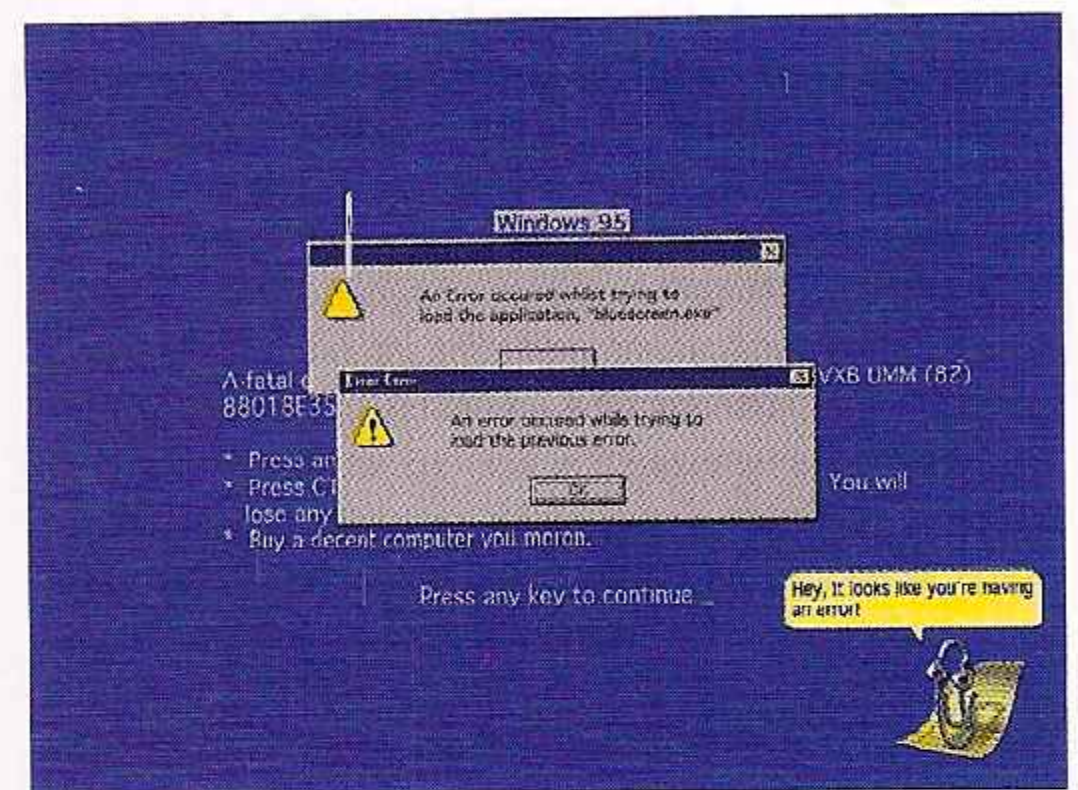 Windows 95
An Error occured whilst trying to
load the application, "bluescreen.exe"
A fatal
VXB UMM (82)
88018E35
Error Error
An error occured while trying to
load the previous error.
OK
* Press an
* Press CT
You will
lose any
* Buy a decent computer you moron.
Press any key to continue _
Hey, it looks like you're having
an error!